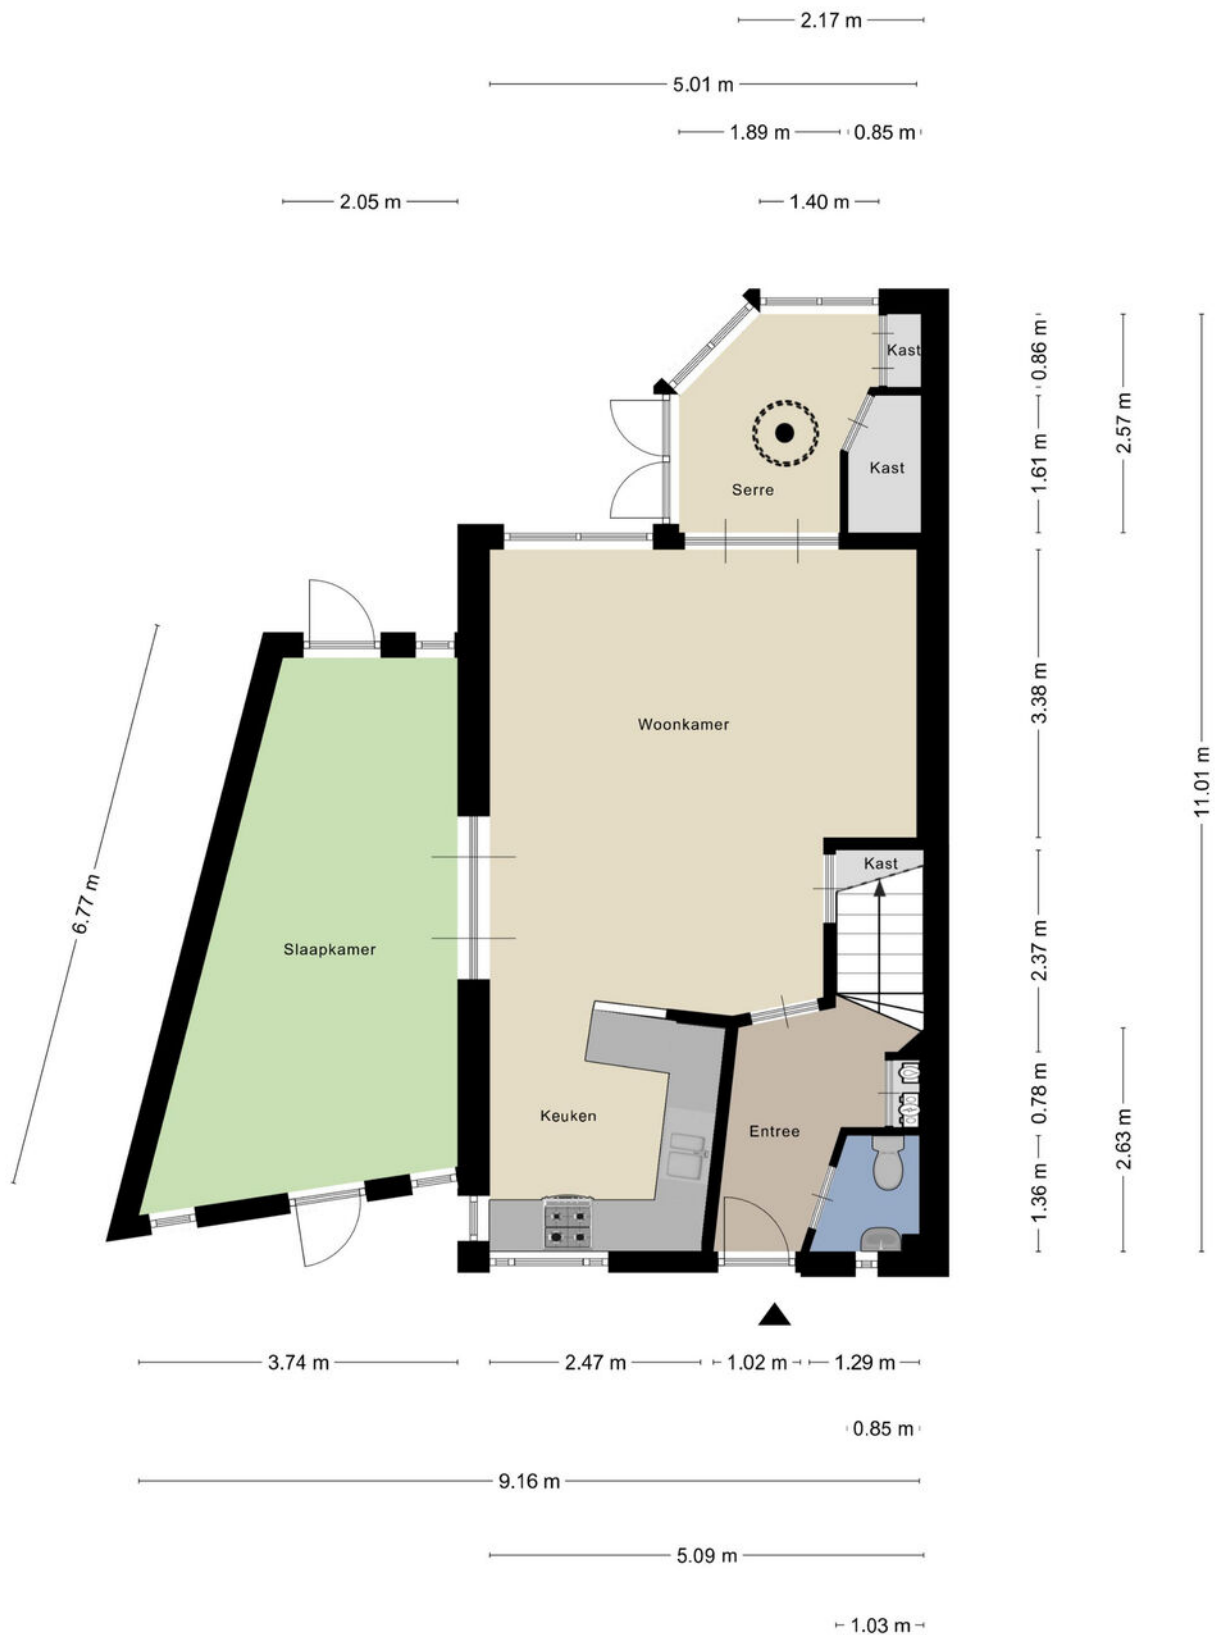 2.17 m
5.01 m
1.89 m 0.85 m
2.05 m 1.40 m
0.86 m
Kast
2.57 m
1.61 m
Kast
Serre
3.38 m
Woonkamer
11.01 m
6.77 m
Kast
Slaapkamer
2.37 m
0.78 m
Keuken
Entree
2.63 m
1.36 m
3.74 m 2.47 m 1.02 m 1.29 m
0.85 m
9.16 m
5.09 m
1.03 m